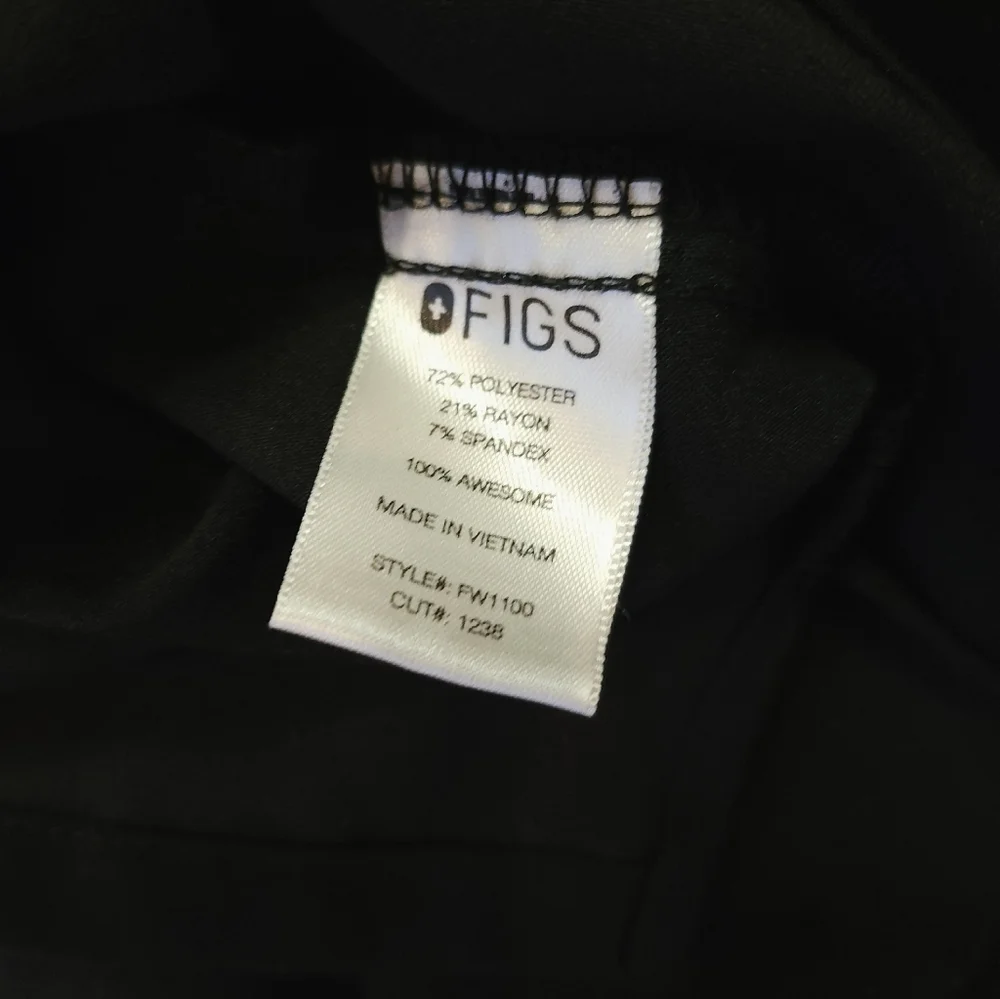 FIGS
72% POLYESTER
21% RAYON
7% SPANDEX
100% AWESOME
MADE IN VIETNAM
STYLE#: FW1100
CUT#: 1238